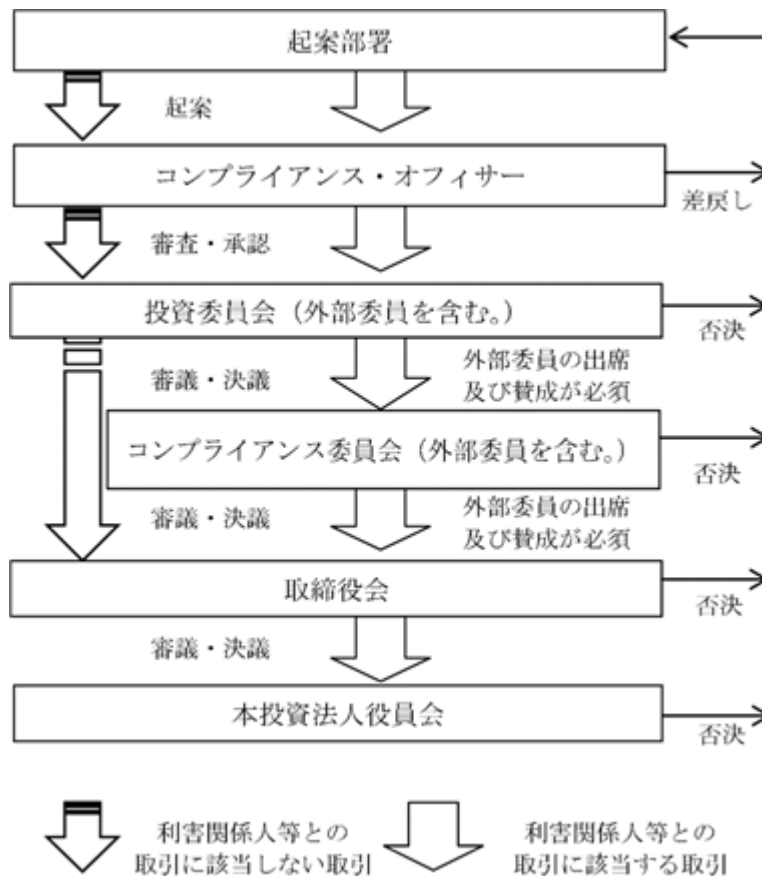 起案部署
起案
コンプライアンス・オフィサー
差戻し
審査・承認
投資委員会（外部委員を含む。）
否決
審議・決議
外部委員の出席
及び賛成が必須
コンプライアンス委員会（外部委員を含む。）
否決
審議・決議
外部委員の出席
及び賛成が必須
取締役会
否決
審議・決議
本投資法人役員会
否決
利害関係人等との
取引に該当しない取引
利害関係人等との
取引に該当する取引